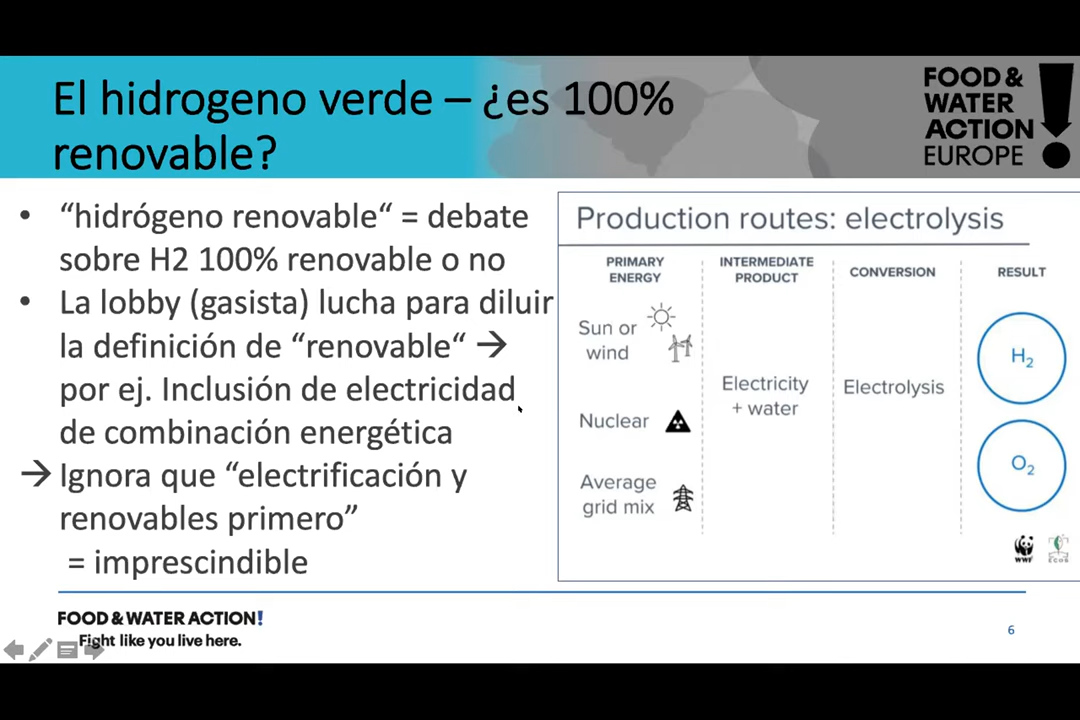 El hidrogeno verde – ¿es 100%
renovable?
FOOD &
WATER
ACTION
EUROPE
• “hidrógeno renovable“ = debate
sobre H2 100% renovable o no
• La lobby (gasista) lucha para diluir
la definición de “renovable“ →
por ej. Inclusión de electricidad
de combinación energética
→ Ignora que “electrificación y
renovables primero”
= imprescindible
Production routes: electrolysis
PRIMARY
ENERGY
INTERMEDIATE
PRODUCT
CONVERSION
RESULT
Sun or
wind
Nuclear
Average
grid mix
Electricity
+ water
Electrolysis
H₂
O₂
WWF
ECOS
FOOD & WATER ACTION!
Fight like you live here.
6